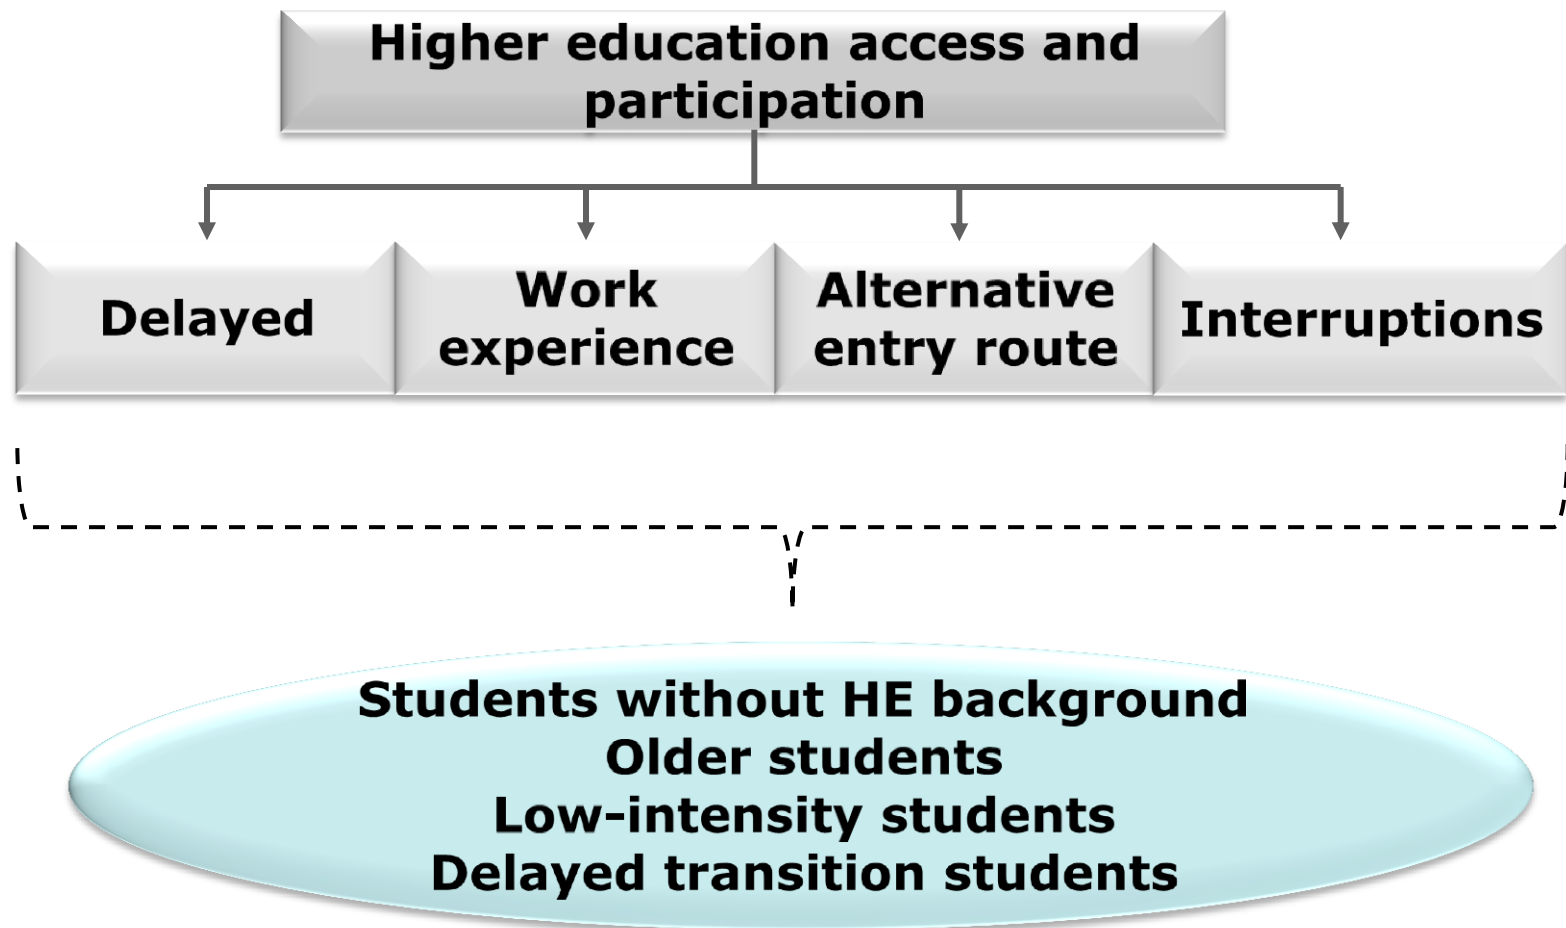 Higher education access and
participation
Delayed
Work
experience
Alternative
entry route
Interruptions
Students without HE background
Older students
Low-intensity students
Delayed transition students